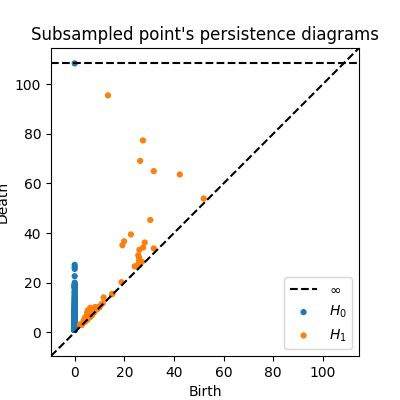 Subsampled point's persistence diagrams
Death
100
80
60
40
20
0
0 20 40 60 80 100
Birth
∞
H₀
H₁